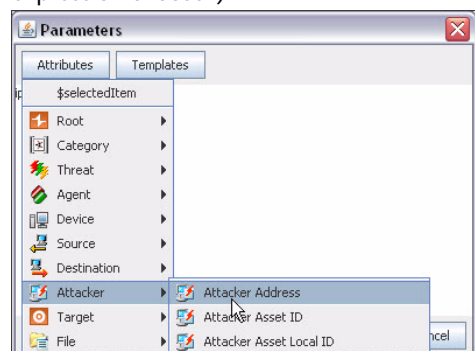 Parameters
Attributes Templates
$selectedItem
Root
Category
Threat
Agent
Device
Source
Destination
Attacker Attacker Address
Target Attacker Asset ID
File Attacker Asset Local ID